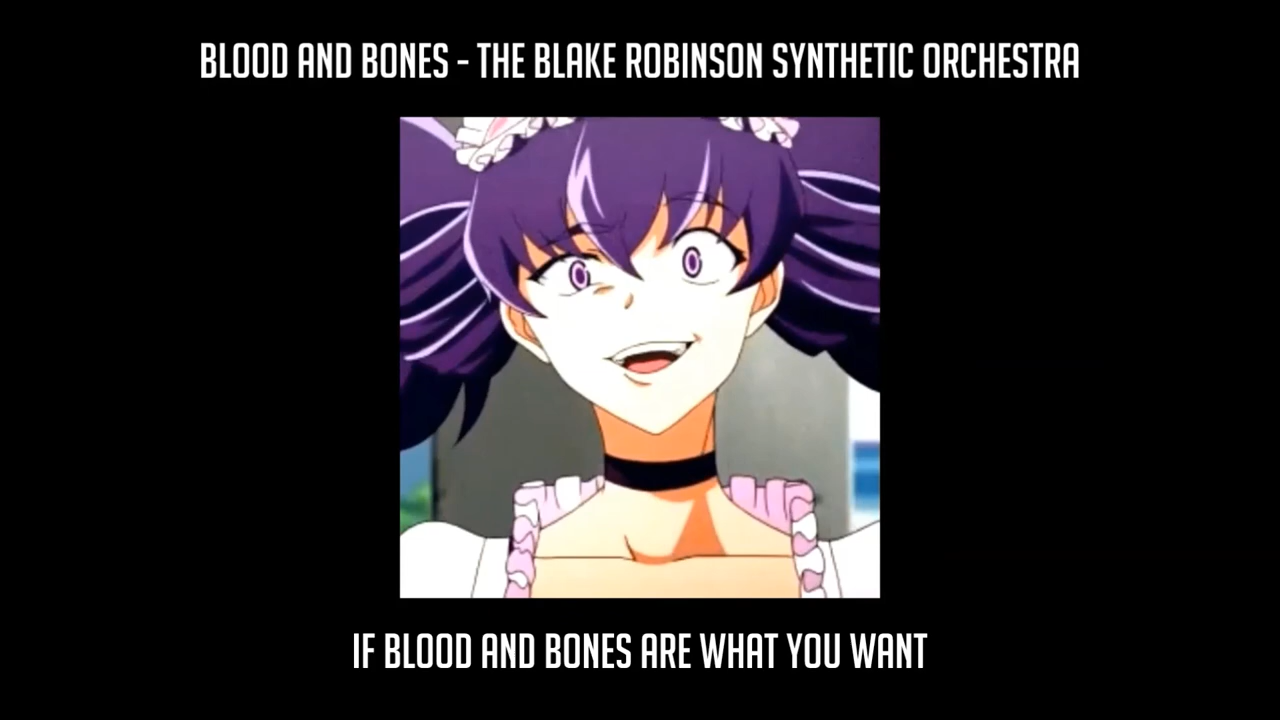 BLOOD AND BONES - THE BLAKE ROBINSON SYNTHETIC ORCHESTRA
IF BLOOD AND BONES ARE WHAT YOU WANT